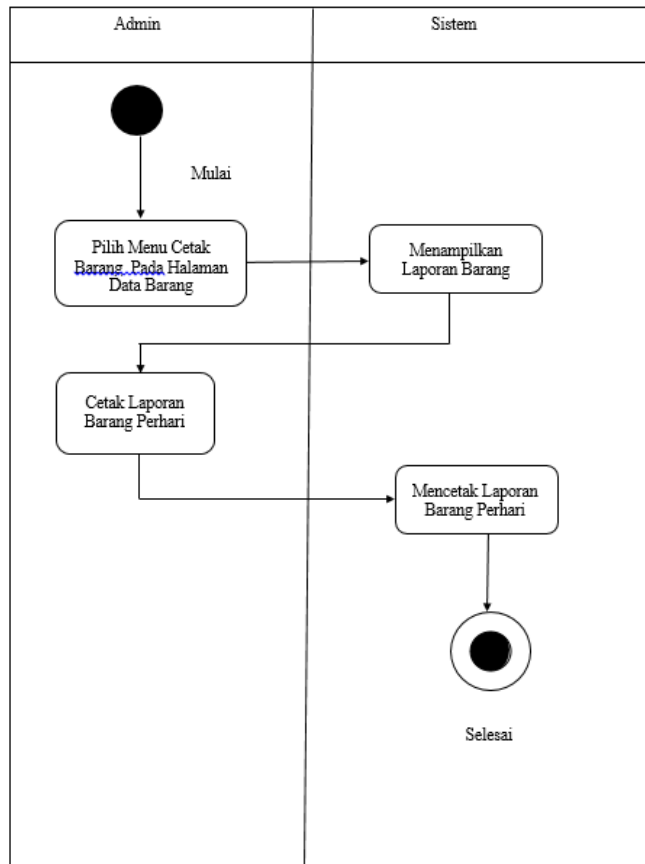 Admin
Sistem
Mulai
Pilih Menu Cetak
Barang Pada Halaman
Data Barang
Menampilkan
Laporan Barang
Cetak Laporan
Barang Perhari
Mencetak Laporan
Barang Perhari
Selesai